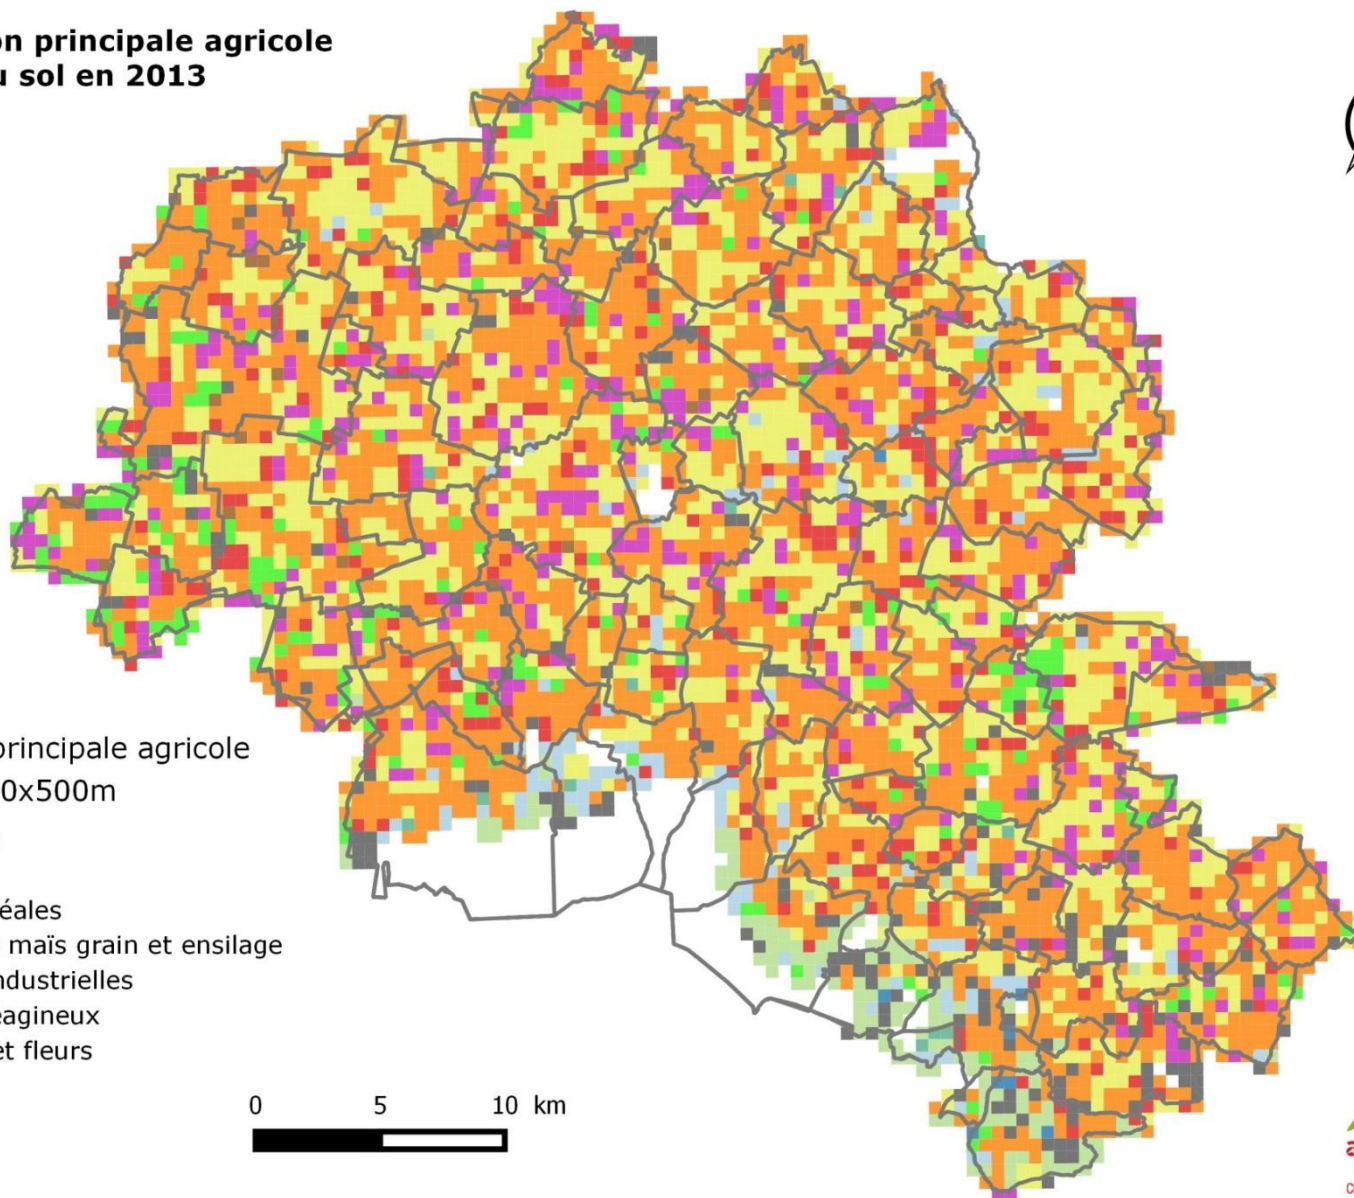 on principale agricole
u sol en 2013
principale agricole
0x500m
éales
maïs grain et ensilage
ndustrielles
éagineux
et fleurs
0 5 10 km